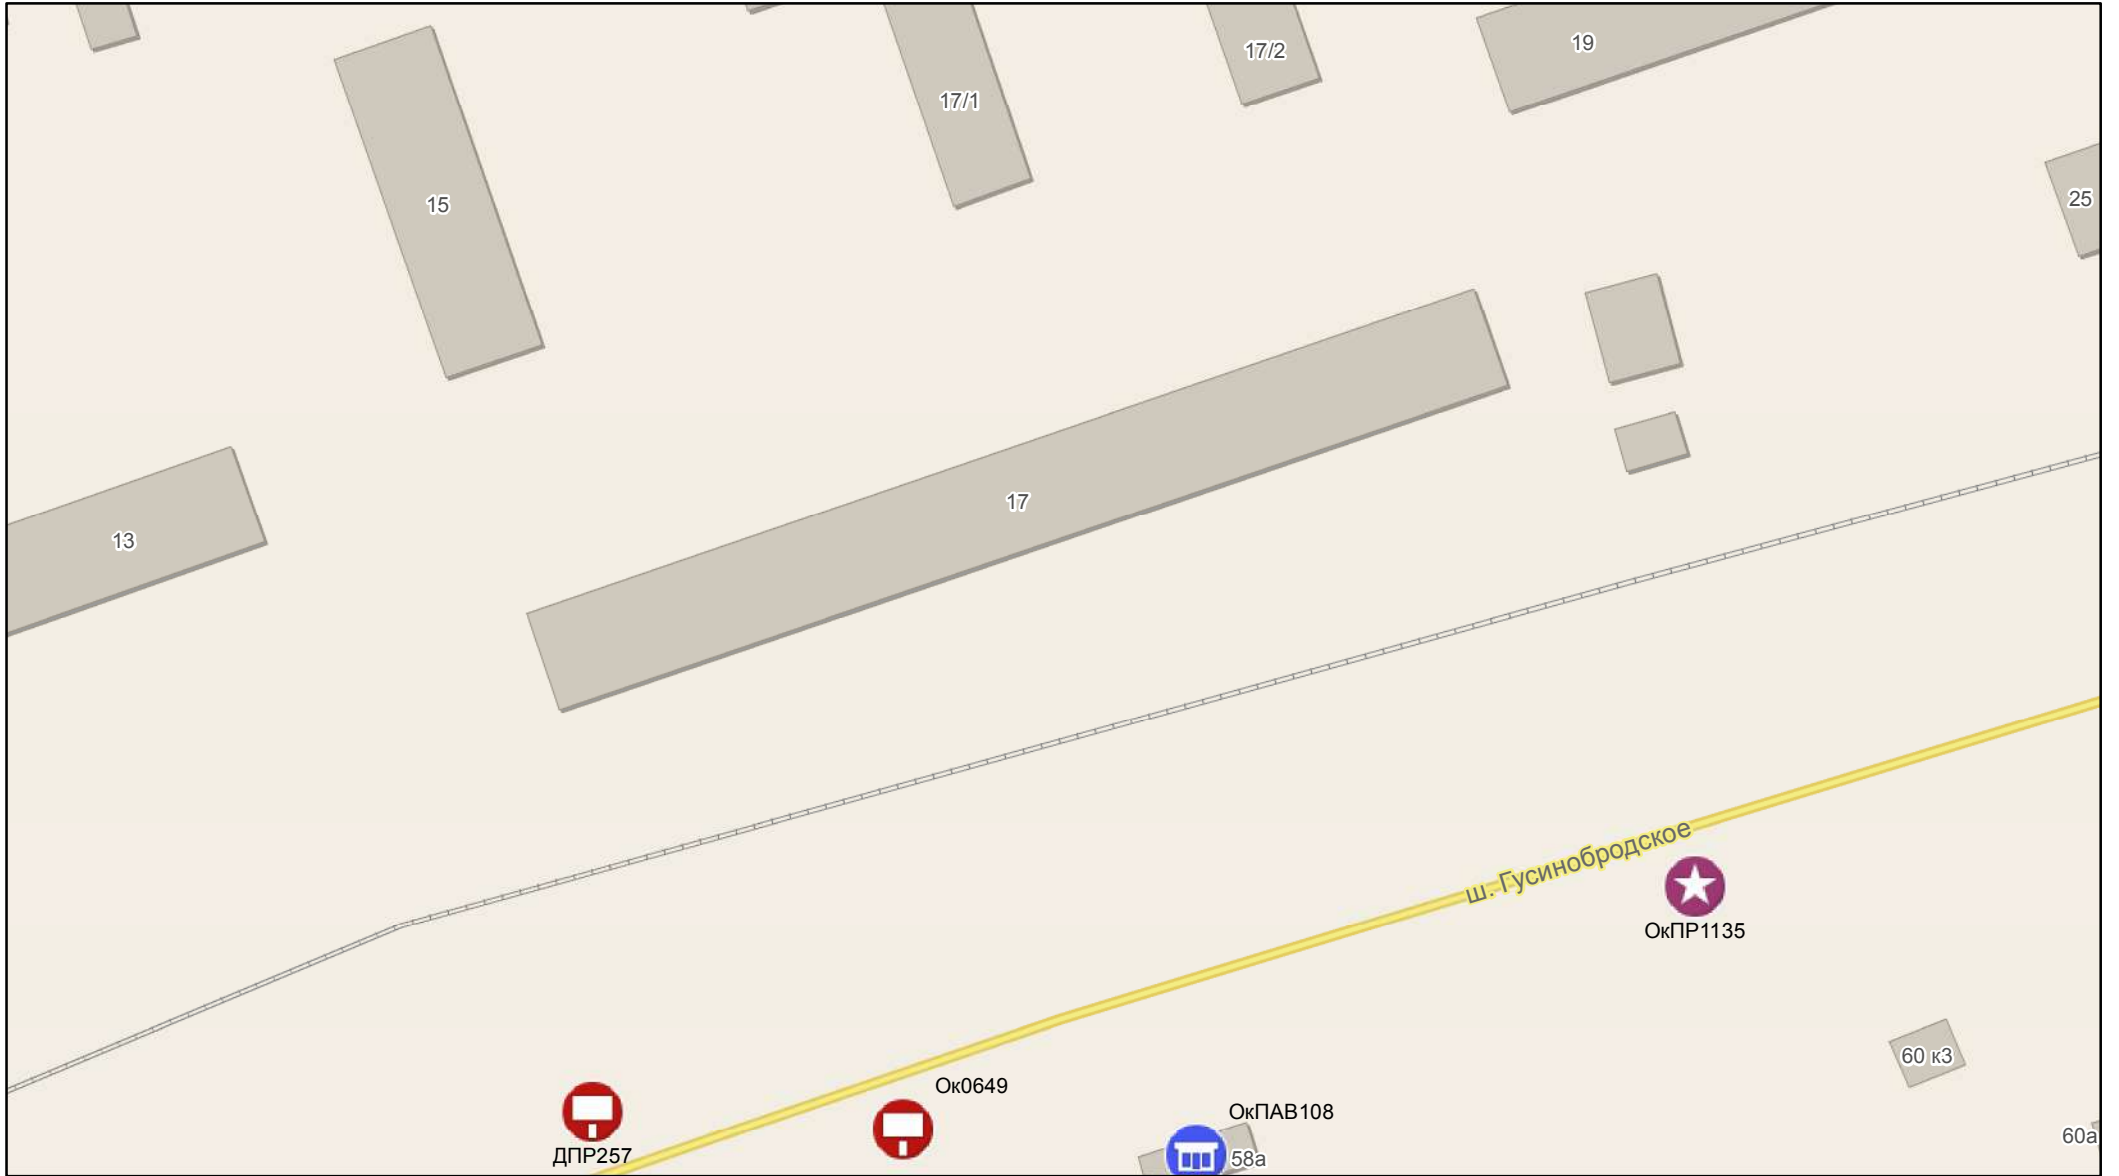 19
17/2
17/1
15
25
17
13
ш. Гусинобродское
ОкПР1135
60 к3
Ок0649
ОкПАВ108
60а
ДПР257
58а